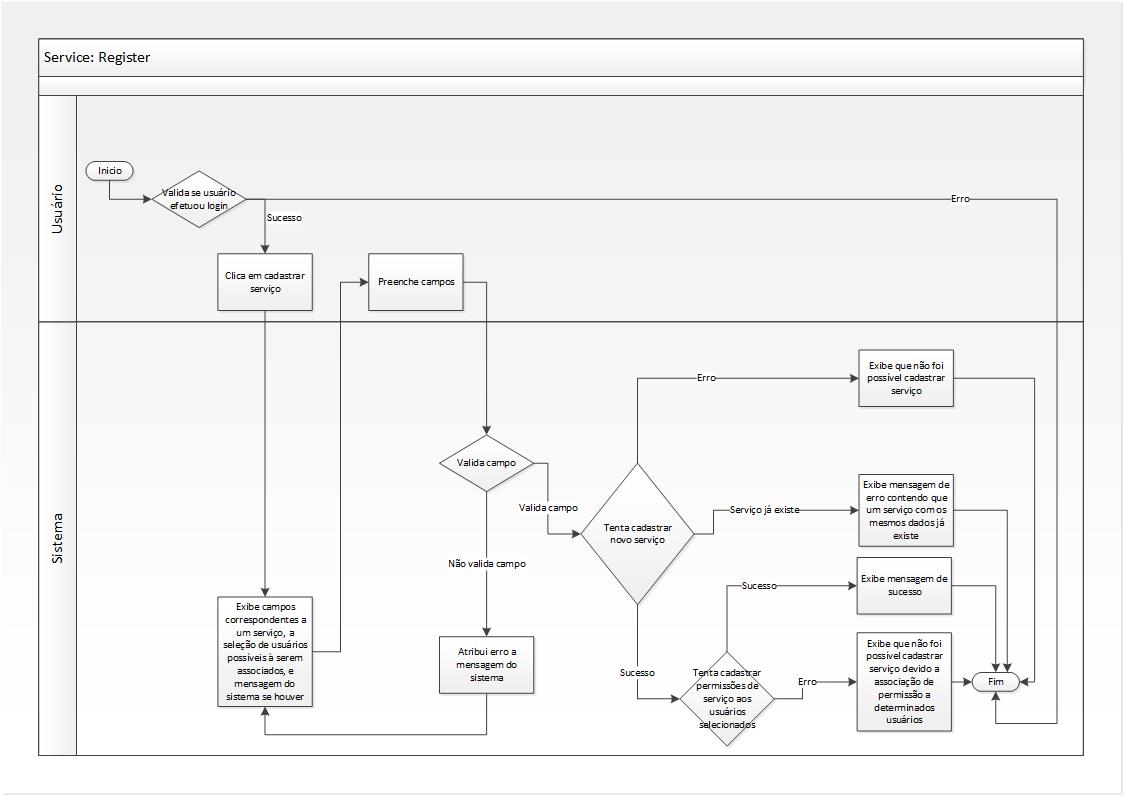 Service: Register
Usuário
Inicio
Valida se usuário
efetuou login
Erro
Sucesso
Clica em cadastrar
serviço
Preenche campos
Sistema
Exibe que não foi
possível cadastrar
serviço
Erro
Valida campo
Valida campo
Tenta cadastrar
novo serviço
Serviço já existe
Exibe mensagem de
erro contendo que
um serviço com os
mesmos dados já
existe
Não valida campo
Sucesso
Exibe mensagem de
sucesso
Exibe campos
correspondentes a
um serviço, a
seleção de usuários
possíveis à serem
associados, e
mensagem do
sistema se houver
Atribui erro a
mensagem do
sistema
Sucesso
Tenta cadastrar
permissões de
serviço aos
usuários
selecionados
Erro
Exibe que não foi
possível cadastrar
serviço devido a
associação de
permissão a
determinados
usuários
Fim